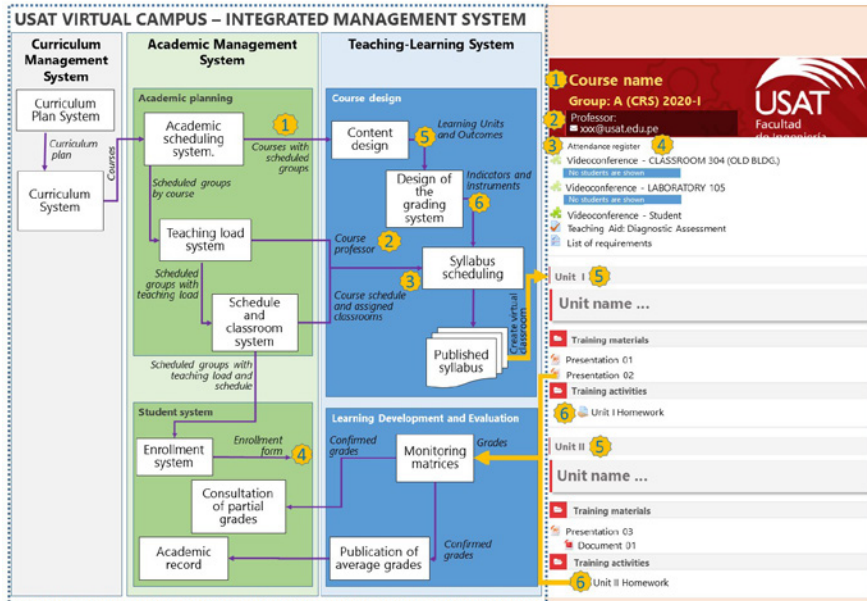 USAT VIRTUAL CAMPUS – INTEGRATED MANAGEMENT SYSTEM
Curriculum
Management
System
Curriculum
Plan System
Curriculum
plan
Courses
Curriculum
System
Academic Management
System
Academic planning
Academic
scheduling
system.
1
Courses with
scheduled
groups
Scheduled
groups
by course
Teaching load
system
Course
professor
2
Scheduled
groups with
teaching load
Schedule
and
classroom
system
Course schedule
and assigned
classrooms
Scheduled groups with
teaching load and
schedule
Student system
Enrollment
system
Enrollment
form
4
Consultation
of partial
grades
Academic
record
Teaching-Learning System
Course design
Content
design
5
Learning Units
and Outcomes
Design of
the
grading
system
Indicators and
instruments
6
3
Syllabus
scheduling
Published
syllabus
Create virtual
classroom
Learning Development and Evaluation
Confirmed
grades
Monitoring
matrices
Grades
Confirmed
grades
Publication of
average grades
1 Course name
Group: A (CRS) 2020-I
2 Professor:
xxx@usat.edu.pe
USAT
Facultad
de Ingeniería
3 Attendance register 4
Videoconference - CLASSROOM 304 (OLD BLDG.)
No students are shown
Videoconference - LABORATORY 105
No students are shown
Videoconference - Student
Teaching Aid: Diagnostic Assessment
List of requirements
Unit I 5
Unit name ...
Training materials
Presentation 01
Presentation 02
Training activities
6 Unit I Homework
Unit II 5
Unit name ...
Training materials
Presentation 03
Document 01
Training activities
6 Unit II Homework